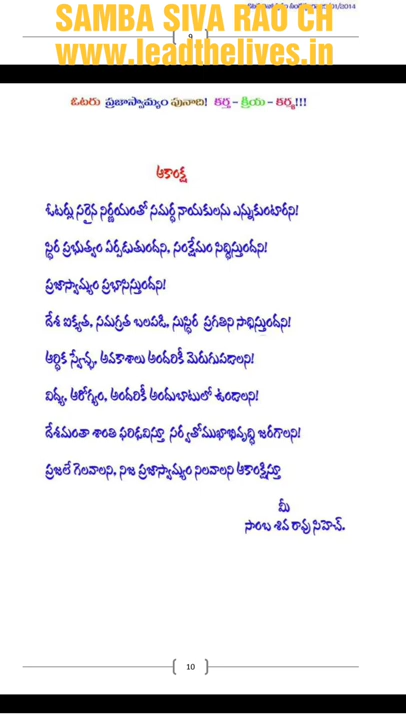 SAMBA SIVA RAO CH
9
www.leadthelives.in
ఓటరు ప్రజాస్వామ్యం పునాది! కర్త – క్రియ – కర్మ!!!
ఆకాంక్ష
ఓటర్లు సరైన నిర్ణయంతో సమర్థ నాయకులను ఎన్నుకుంటారని!
స్థిర ప్రభుత్వం ఏర్పడుతుందని, సంక్షేమం సిద్ధిస్తుందని!
ప్రజాస్వామ్యం ప్రభాసిస్తుందని!
దేశ ఐక్యత, సమగ్రత బలపడి, సుస్థిర ప్రగతిని సాధిస్తుందని!
ఆర్థిక స్వేచ్ఛ, అవకాశాలు అందరికీ మెరుగుపడాలని!
విద్య, ఆరోగ్యం, అందరికీ అందుబాటులో ఉండాలని!
దేశమంతా శాంతి ఫరిఢవిస్తూ సర్వతోముఖాభివృద్ధి జరగాలని!
ప్రజలే గెలవాలని, నిజ ప్రజాస్వామ్యం నిలవాలని ఆకాంక్షిస్తూ
మీ
సాంబ శివ రావు సిహెచ్.
10